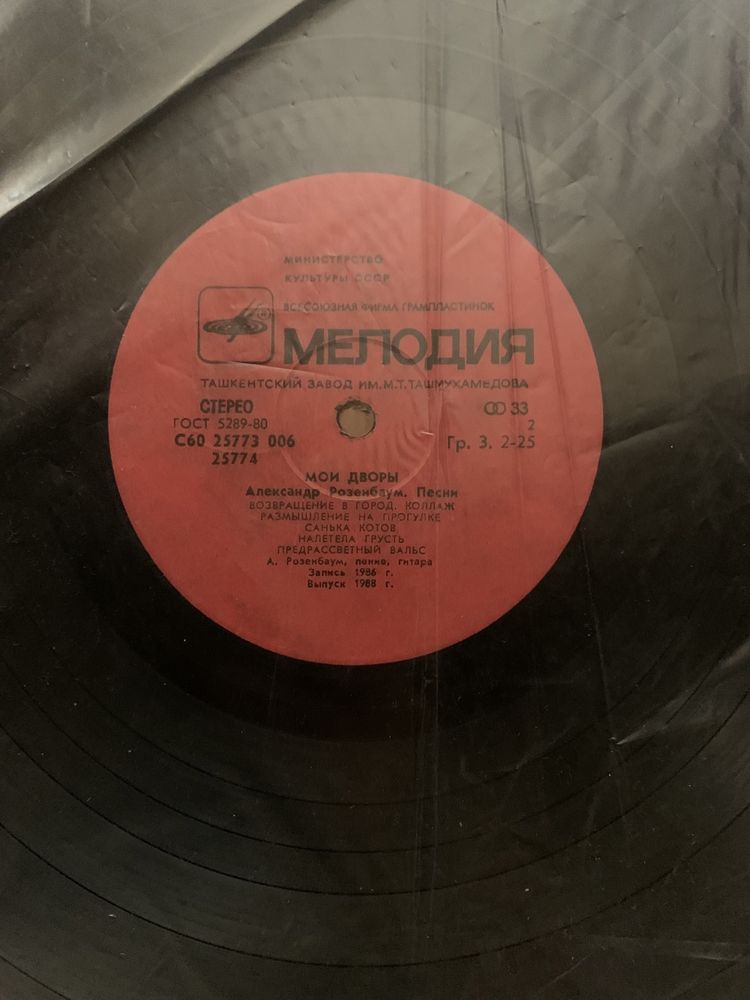 МИНИСТЕРСТВО
КУЛЬТУРЫ СССР
ВСЕСОЮЗНАЯ ФИРМА ГРАМПЛАСТИНОК
®
МЕЛОДИЯ
ТАШКЕНТСКИЙ ЗАВОД ИМ.М.Т.ТАШМУХАМЕДОВА
СТЕРЕО 33
ГОСТ 5289-80 2
С60 25773 006 Гр. 3. 2-25
25774
МОИ ДВОРЫ
Александр Розенбаум. Песни
ВОЗВРАЩЕНИЕ В ГОРОД. КОЛЛАЖ
РАЗМЫШЛЕНИЕ НА ПРОГУЛКЕ
САНЬКА КОТОВ
НАЛЕТЕЛА ГРУСТЬ
ПРЕДРАССВЕТНЫЙ ВАЛЬС
А. Розенбаум, пение, гитара
Запись 1986 г.
Выпуск 1988 г.